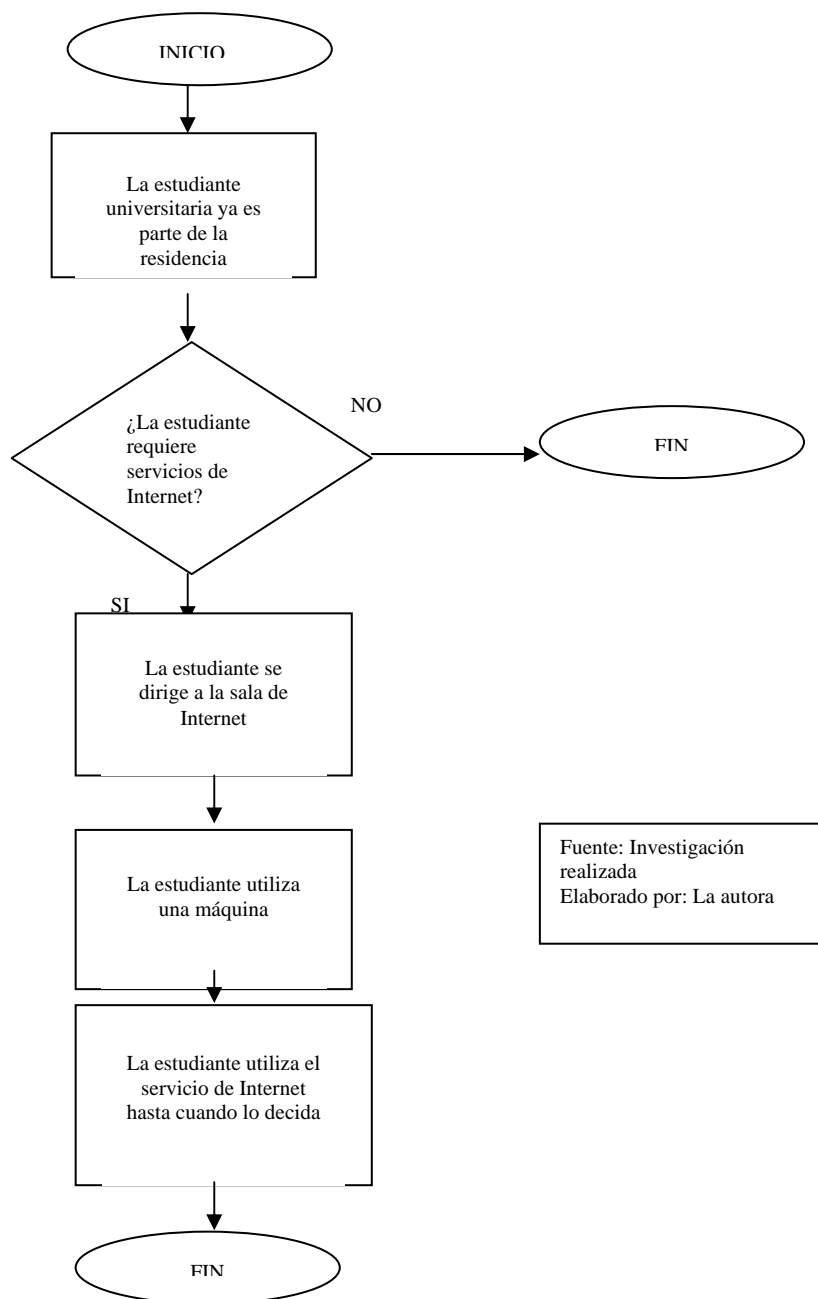 INICIO
La estudiante
universitaria ya es
parte de la
residencia
¿La estudiante
requiere
servicios de
Internet?
NO
FIN
SI
La estudiante se
dirige a la sala de
Internet
La estudiante utiliza
una máquina
Fuente: Investigación
realizada
Elaborado por: La autora
La estudiante utiliza el
servicio de Internet
hasta cuando lo decida
FIN